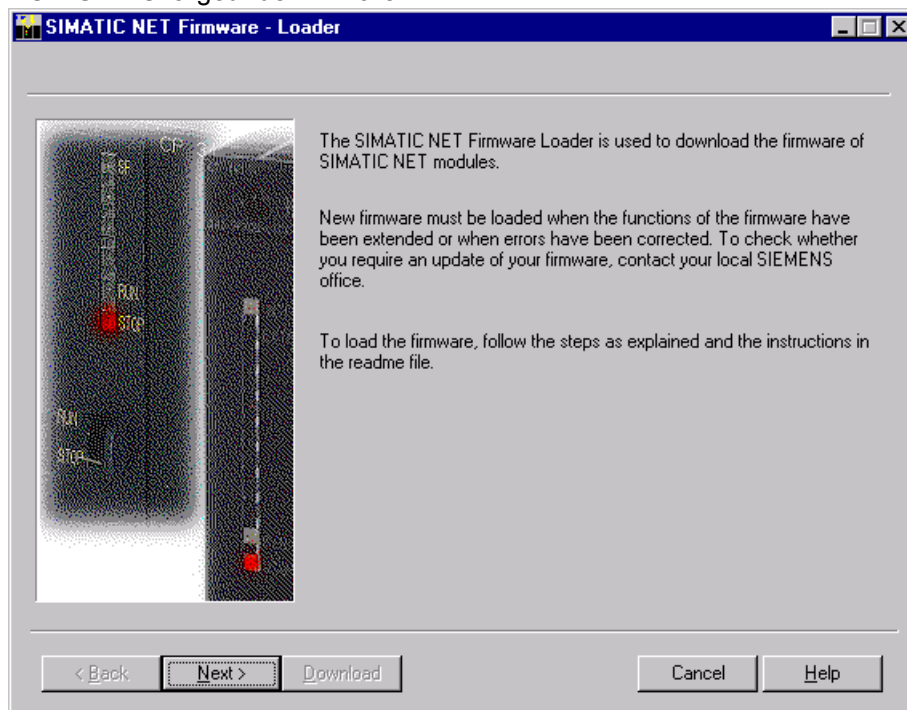 SIMATIC NET Firmware - Loader
CP 3
SF
RUN
STOP
RUN
STOP
The SIMATIC NET Firmware Loader is used to download the firmware of
SIMATIC NET modules.
New firmware must be loaded when the functions of the firmware have
been extended or when errors have been corrected. To check whether
you require an update of your firmware, contact your local SIEMENS
office.
To load the firmware, follow the steps as explained and the instructions in
the readme file.
< Back Next > Download Cancel Help